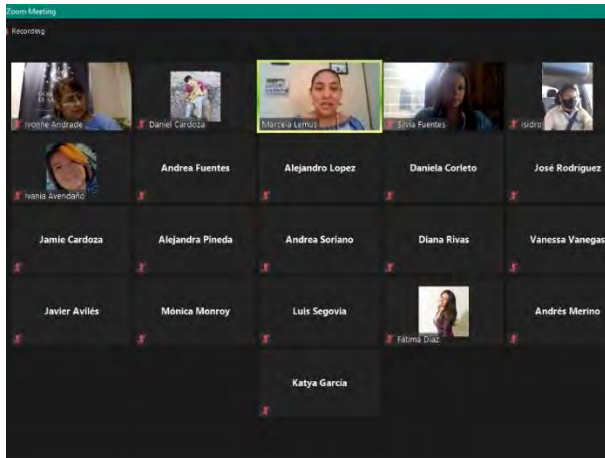 Zoom Meeting
Recording
Ivonne Andrade
Daniel Cardoza
Marcela Lemus
Silvia Fuentes
Isidro
Ivania Avendaño
Andrea Fuentes
Alejandro Lopez
Daniela Corleto
José Rodriguez
Jamie Cardoza
Alejandra Pineda
Andrea Soriano
Diana Rivas
Vanessa Vanegas
Javier Avilés
Mónica Monroy
Luis Segovia
Fátima Díaz
Andrés Merino
Katya García